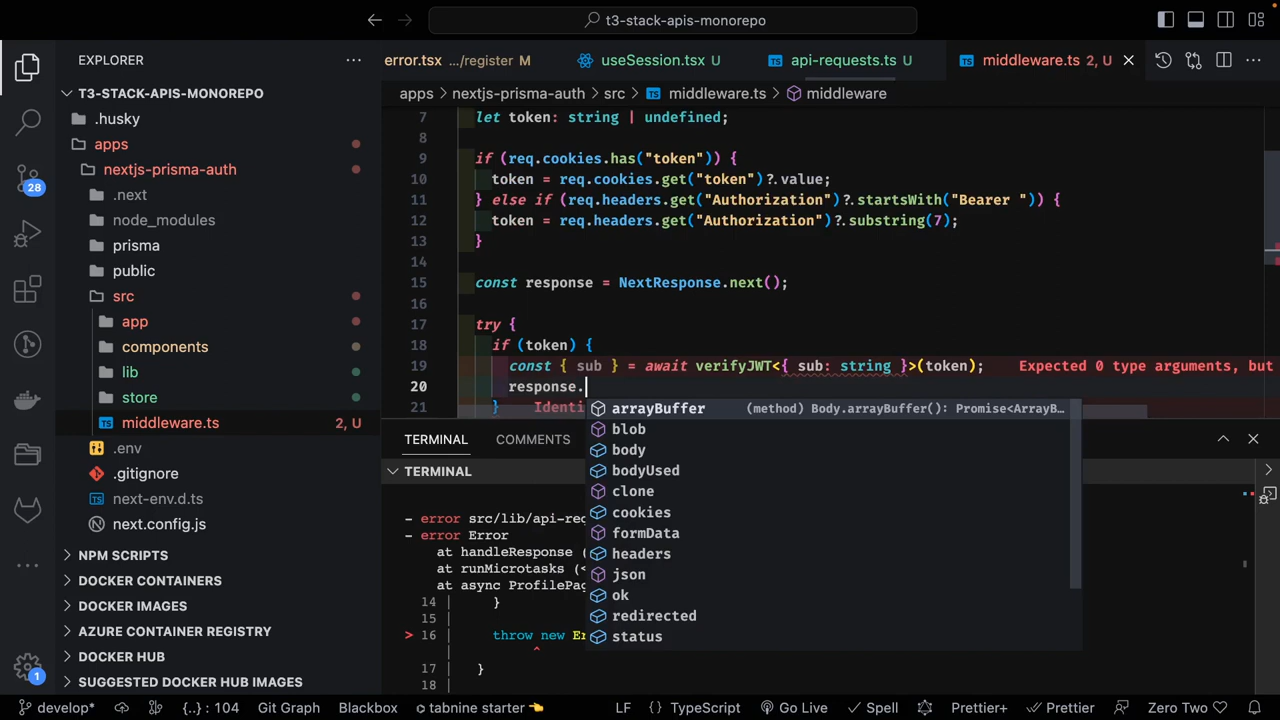 t3-stack-apis-monorepo
EXPLORER
T3-STACK-APIS-MONOREPO
.husky
apps
nextjs-prisma-auth
.next
node_modules
prisma
public
src
app
components
lib
store
middleware.ts 2, U
.env
.gitignore
next-env.d.ts
next.config.js
NPM SCRIPTS
DOCKER CONTAINERS
DOCKER IMAGES
AZURE CONTAINER REGISTRY
DOCKER HUB
SUGGESTED DOCKER HUB IMAGES
28
1
error.tsx .../register M
useSession.tsx U
api-requests.ts U
middleware.ts 2, U
apps > nextjs-prisma-auth > src > middleware.ts > middleware
7 let token: string | undefined;
8
9 if (req.cookies.has("token")) {
10 token = req.cookies.get("token")?.value;
11 } else if (req.headers.get("Authorization")?.startsWith("Bearer ")) {
12 token = req.headers.get("Authorization")?.substring(7);
13 }
14
15 const response = NextResponse.next();
16
17 try {
18 if (token) {
19 const { sub } = await verifyJWT<{ sub: string }>(token); Expected 0 type arguments, but
20 response.
21 } Identi
arrayBuffer (method) Body.arrayBuffer(): Promise<ArrayB…
blob
body
bodyUsed
clone
cookies
formData
headers
json
ok
redirected
status
TERMINAL COMMENTS
TERMINAL
- error src/lib/api-req
- error Error
at handleResponse (
at runMicrotasks (<
at async ProfilePag
14 | }
15 |
> 16 | throw new Er
| ^
17 | }
18 |
develop* {..} : 104 Git Graph Blackbox tabnine starter 👈 LF {} TypeScript Go Live Spell Prettier+ Prettier Zero Two